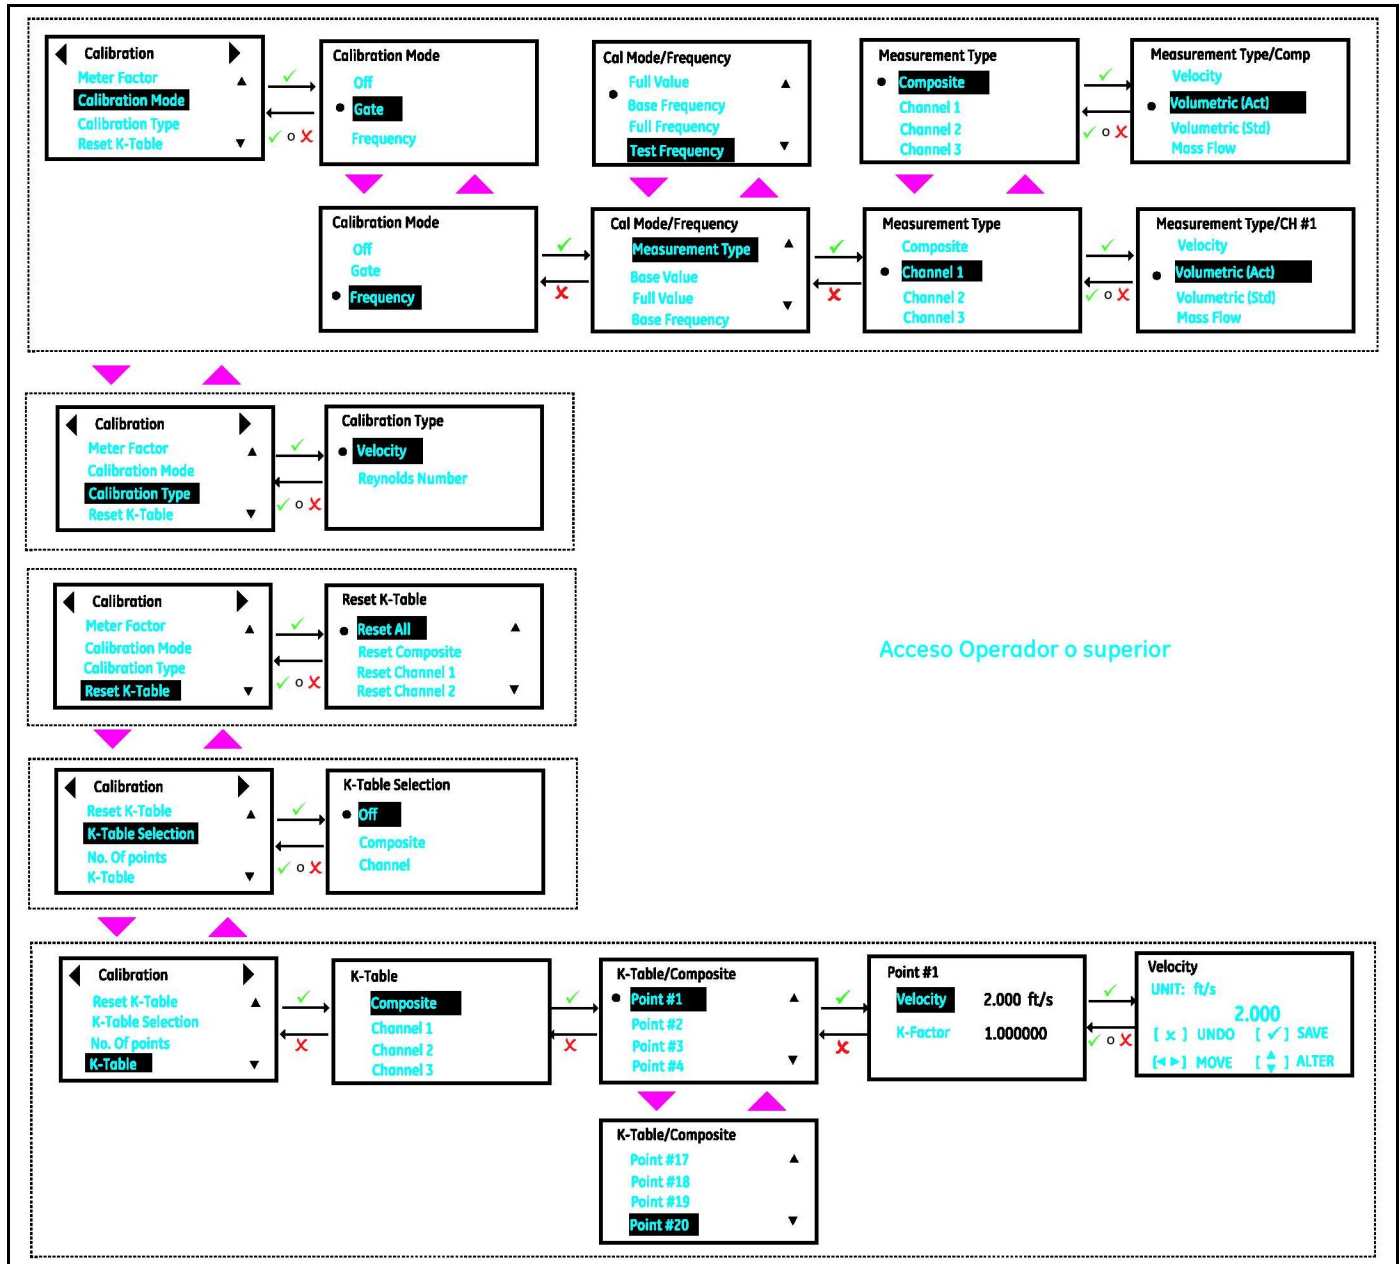 Calibration
Meter Factor
Calibration Mode
Calibration Type
Reset K-Table
✓
✓ o ✗
Calibration Mode
Off
Gate
Frequency
Cal Mode/Frequency
Full Value
Base Frequency
Full Frequency
Test Frequency
Measurement Type
Composite
Channel 1
Channel 2
Channel 3
✓
✓ o ✗
Measurement Type/Comp
Velocity
Volumetric (Act)
Volumetric (Std)
Mass Flow
Calibration Mode
Off
Gate
Frequency
✓
✗
Cal Mode/Frequency
Measurement Type
Base Value
Full Value
Base Frequency
✓
✗
Measurement Type
Composite
Channel 1
Channel 2
Channel 3
✓
✓ o ✗
Measurement Type/CH #1
Velocity
Volumetric (Act)
Volumetric (Std)
Mass Flow
Calibration
Meter Factor
Calibration Mode
Calibration Type
Reset K-Table
✓
✓ o ✗
Calibration Type
Velocity
Reynolds Number
Calibration
Meter Factor
Calibration Mode
Calibration Type
Reset K-Table
✓
✓ o ✗
Reset K-Table
Reset All
Reset Composite
Reset Channel 1
Reset Channel 2
Acceso Operador o superior
Calibration
Reset K-Table
K-Table Selection
No. Of points
K-Table
✓
✓ o ✗
K-Table Selection
Off
Composite
Channel
Calibration
Reset K-Table
K-Table Selection
No. Of points
K-Table
✓
✗
K-Table
Composite
Channel 1
Channel 2
Channel 3
✓
✗
K-Table/Composite
Point #1
Point #2
Point #3
Point #4
✓
✗
Point #1
Velocity 2.000 ft/s
K-Factor 1.000000
✓
✓ o ✗
Velocity
UNIT: ft/s
2.000
[ x ] UNDO [ ✓ ] SAVE
[◄ ►] MOVE [ ▲▼ ] ALTER
K-Table/Composite
Point #17
Point #18
Point #19
Point #20